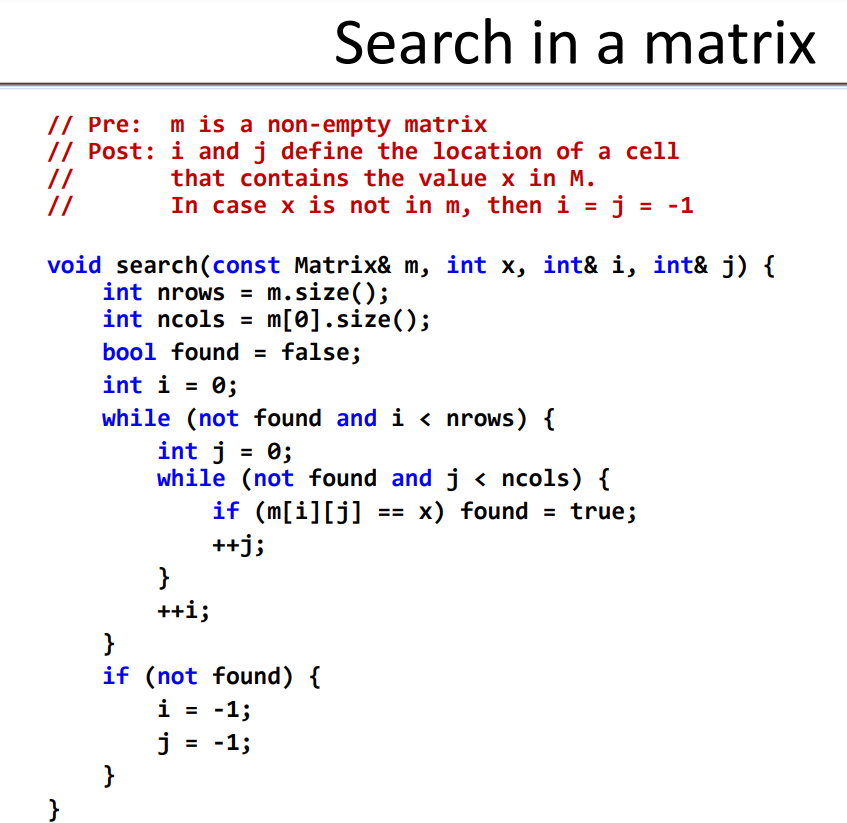 Search in a matrix
// Pre:  m is a non-empty matrix
// Post: i and j define the location of a cell
//       that contains the value x in M.
//       In case x is not in m, then i = j = -1
void search(const Matrix& m, int x, int& i, int& j) {
    int nrows = m.size();
    int ncols = m[0].size();
    bool found = false;
    int i = 0;
    while (not found and i < nrows) {
        int j = 0;
        while (not found and j < ncols) {
            if (m[i][j] == x) found = true;
            ++j;
        }
        ++i;
    }
    if (not found) {
        i = -1;
        j = -1;
    }
}